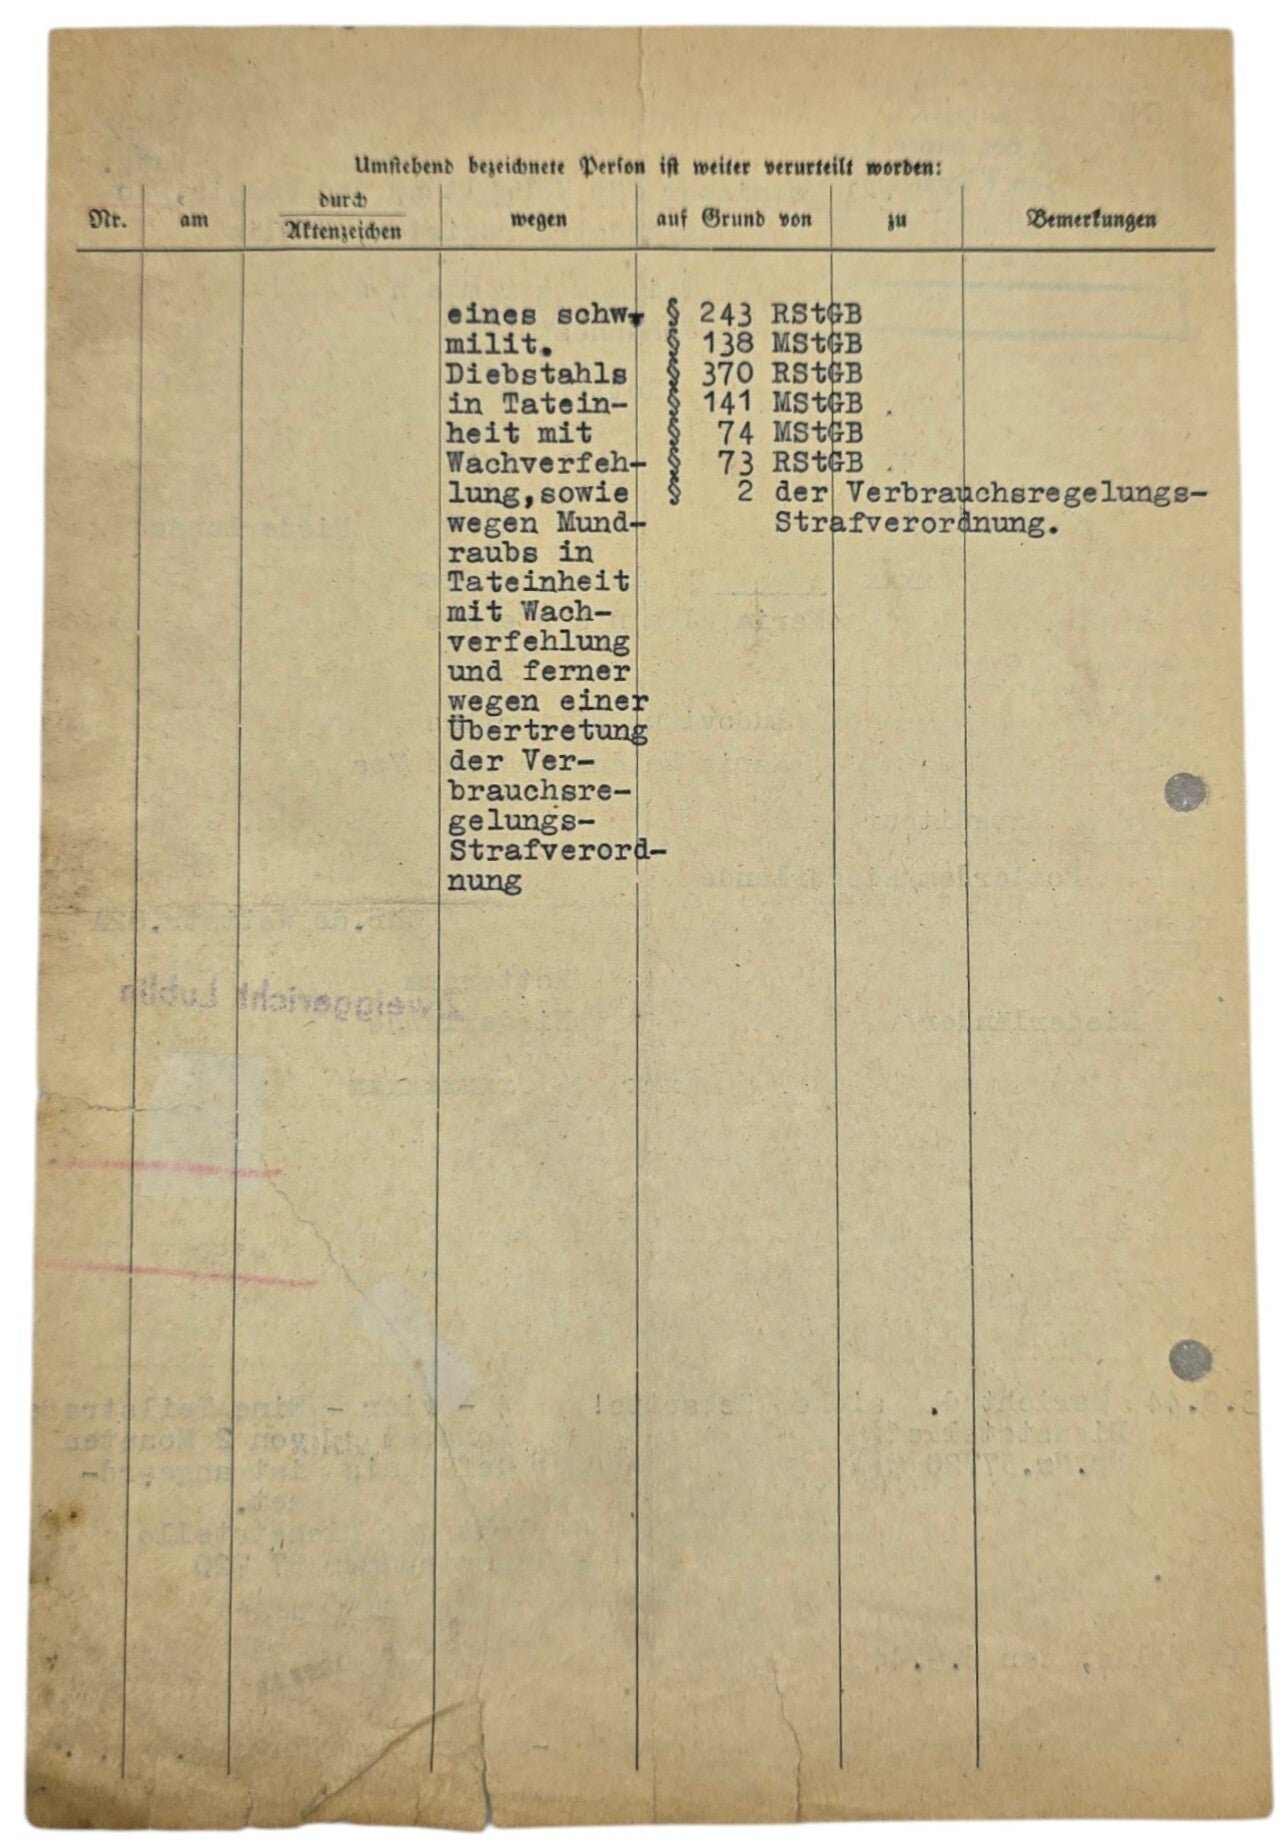 Umstehend bezeichnete Person ist weiter verurteilt worden:
Nr. am durch Aktenzeichen wegen auf Grund von zu Bemerkungen
eines schw. § 243 RStGB
milit. § 138 MStGB
Diebstahls § 370 RStGB
in Tatein- § 141 MStGB
heit mit § 74 MStGB
Wachverfeh- § 73 RStGB
lung,sowie § 2 der Verbrauchsregelungs-
wegen Mund- Strafverordnung.
raubs in
Tateinheit
mit Wach-
verfehlung
und ferner
wegen einer
Übertretung
der Ver-
brauchsre-
gelungs-
Strafverord-
nung
Zweiggericht Lublin